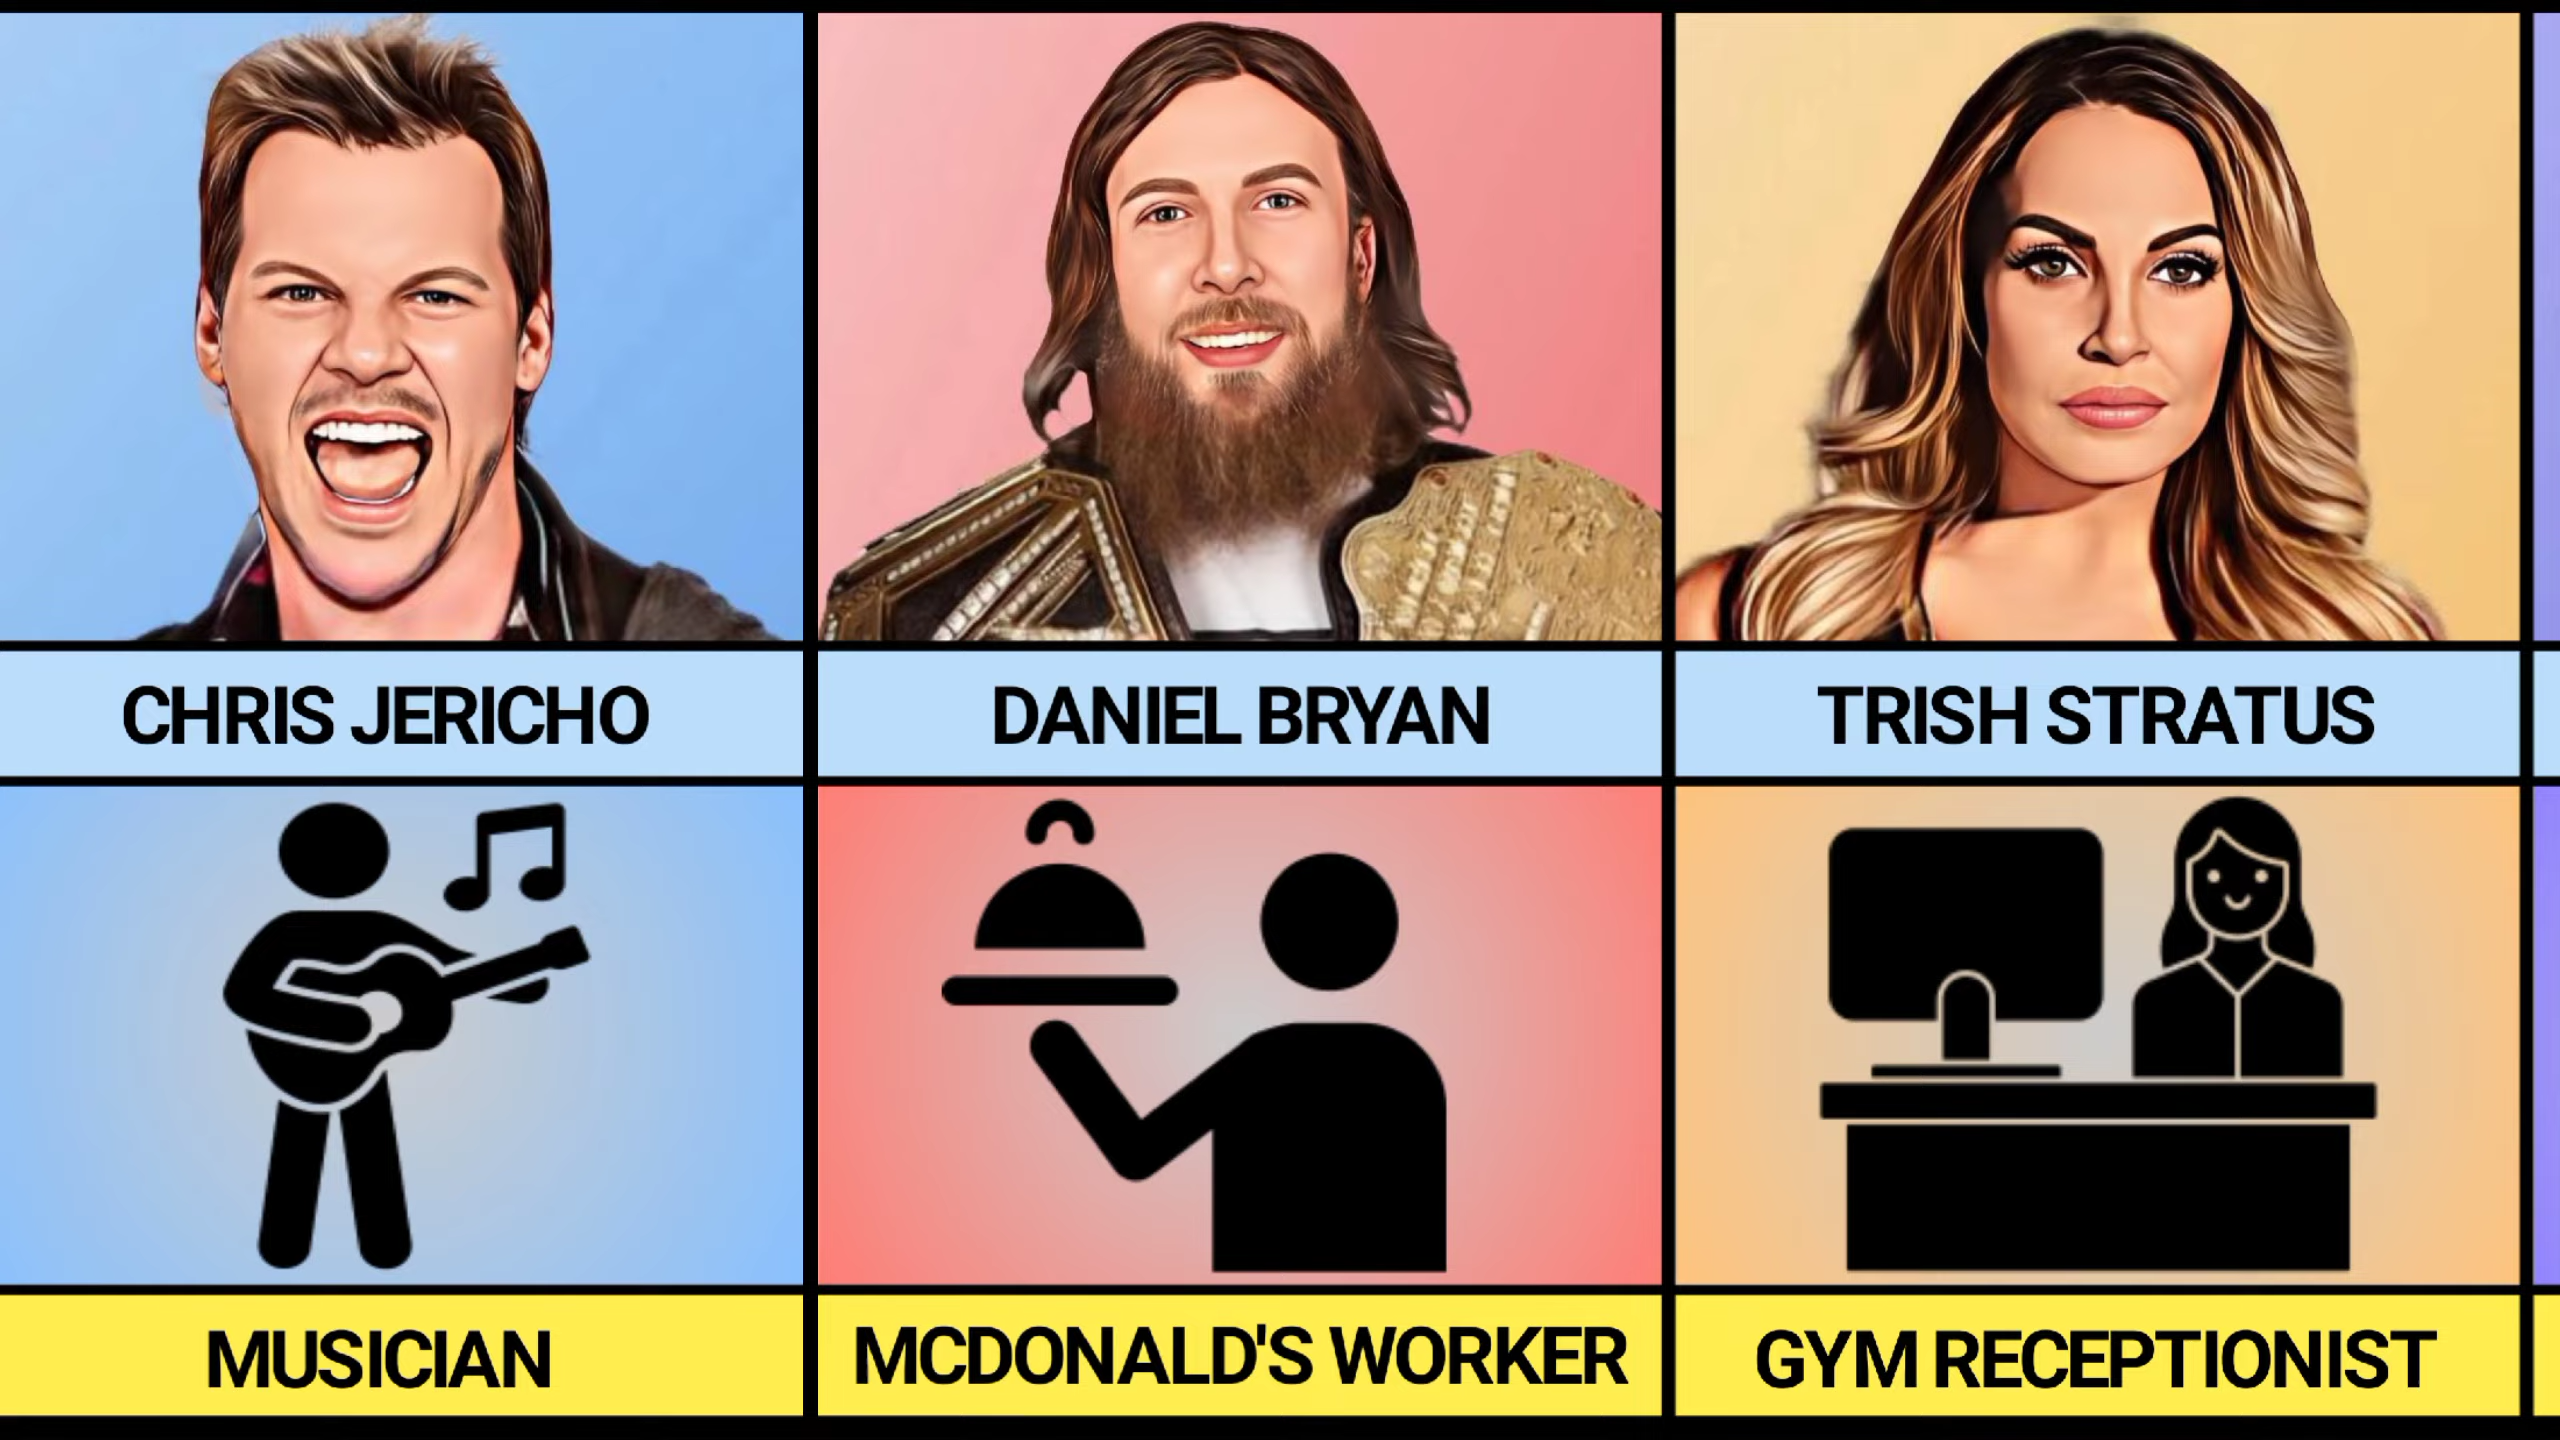 CHRIS JERICHO
DANIEL BRYAN
TRISH STRATUS
MUSICIAN
MCDONALD'S WORKER
GYM RECEPTIONIST